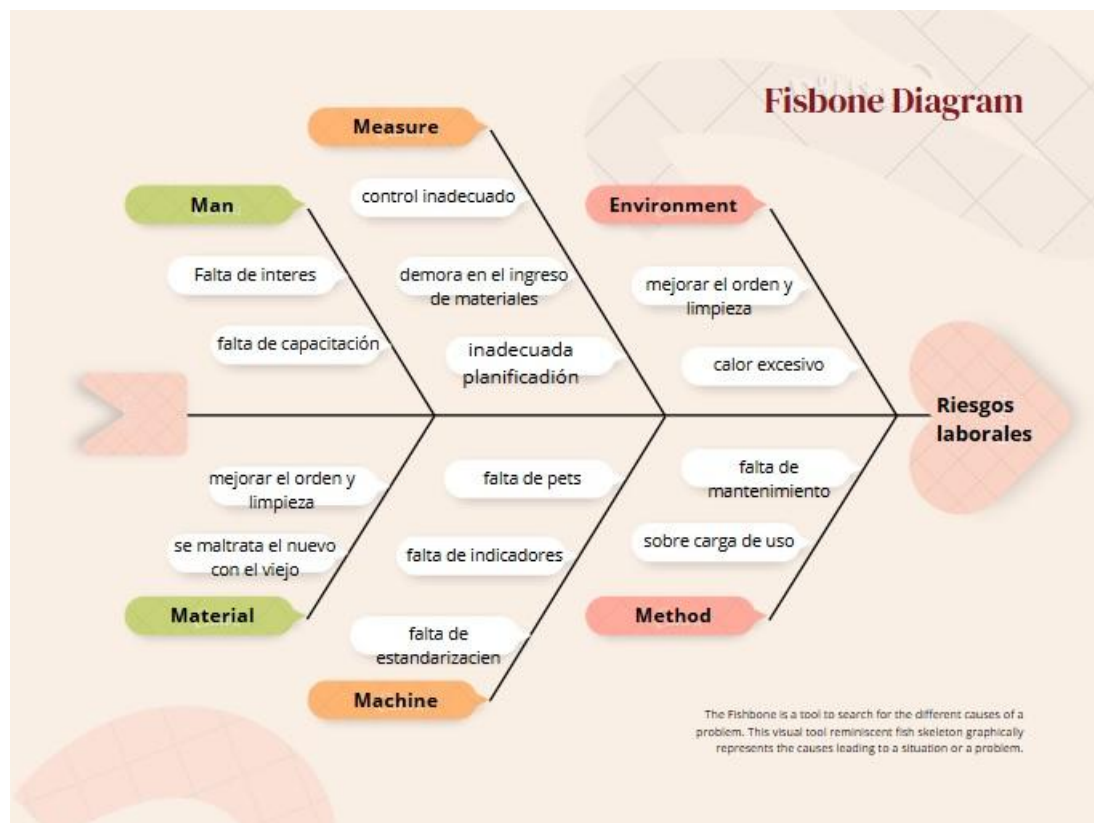 Fisbone Diagram
Measure
Man
Environment
control inadecuado
Falta de interes
demora en el ingreso
de materiales
mejorar el orden y
limpieza
falta de capacitación
inadecuada
planificadión
calor excesivo
Riesgos
laborales
mejorar el orden y
limpieza
falta de pets
falta de
mantenimiento
se maltrata el nuevo
con el viejo
falta de indicadores
sobre carga de uso
Material
Method
falta de
estandarizacien
Machine
The Fishbone is a tool to search for the different causes of a
problem. This visual tool reminiscent fish skeleton graphically
represents the causes leading to a situation or a problem.